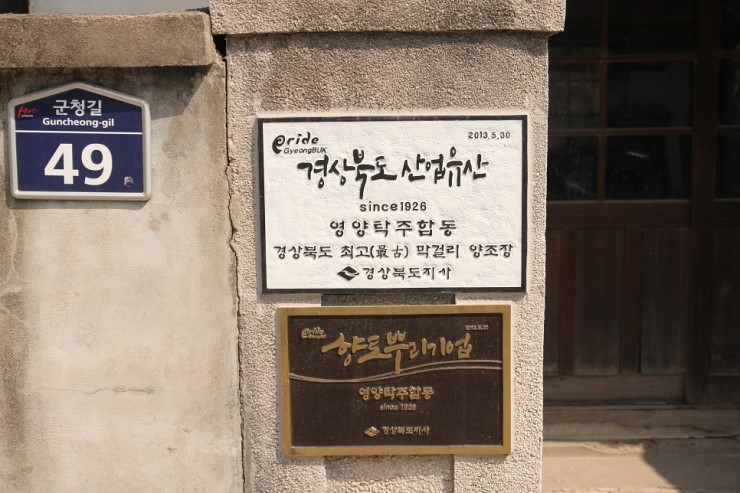 군청길
Guncheong-gil
49
pride GyeongBUK
2013.5.30
경상북도 산업유산
since1926
영양탁주합동
경상북도 최고(最古) 막걸리 양조장
경상북도지사
pride
향토뿌리기업
영양탁주합동
since 1926
경상북도지사